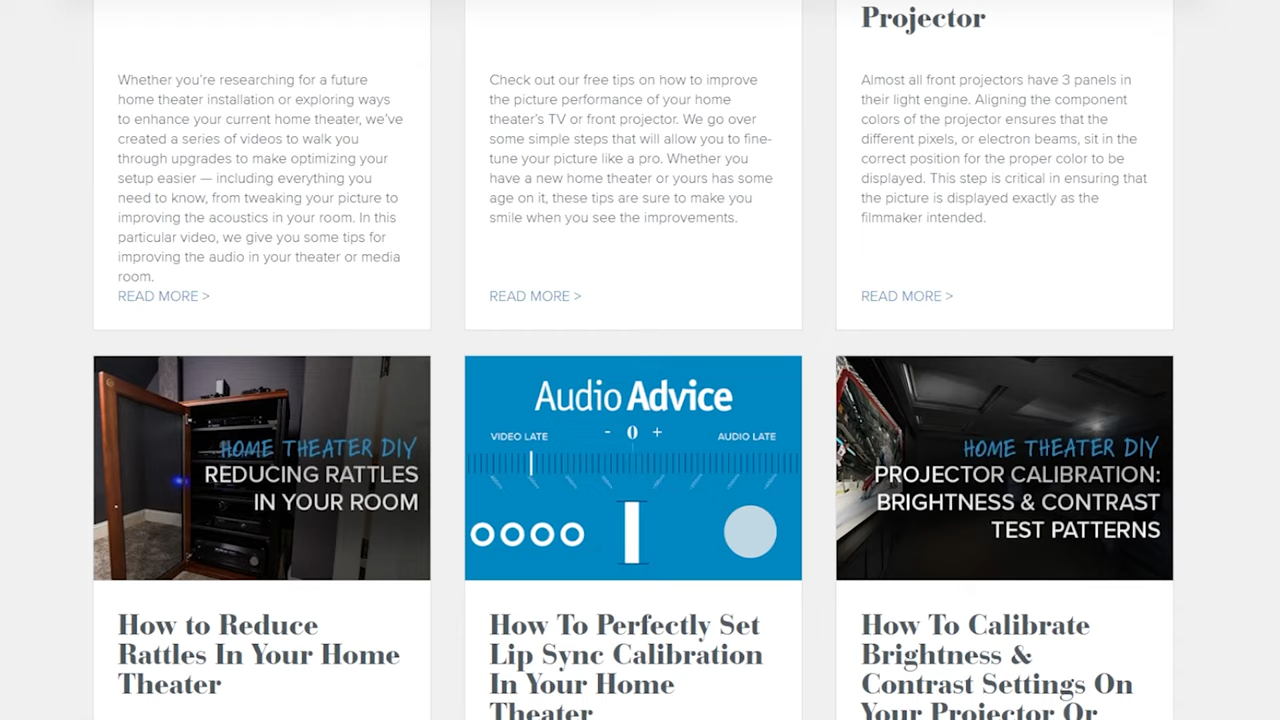 Projector
Whether you're researching for a future
home theater installation or exploring ways
to enhance your current home theater, we've
created a series of videos to walk you
through upgrades to make optimizing your
setup easier — including everything you
need to know, from tweaking your picture to
improving the acoustics in your room. In this
particular video, we give you some tips for
improving the audio in your theater or media
room.
READ MORE >
Check out our free tips on how to improve
the picture performance of your home
theater's TV or front projector. We go over
some simple steps that will allow you to fine-
tune your picture like a pro. Whether you
have a new home theater or yours has some
age on it, these tips are sure to make you
smile when you see the improvements.
READ MORE >
Almost all front projectors have 3 panels in
their light engine. Aligning the component
colors of the projector ensures that the
different pixels, or electron beams, sit in the
correct position for the proper color to be
displayed. This step is critical in ensuring that
the picture is displayed exactly as the
filmmaker intended.
READ MORE >
HOME THEATER DIY
REDUCING RATTLES
IN YOUR ROOM
How to Reduce
Rattles In Your Home
Theater
Audio Advice
- 0 +
VIDEO LATE AUDIO LATE
How To Perfectly Set
Lip Sync Calibration
In Your Home
Theater
HOME THEATER DIY
PROJECTOR CALIBRATION:
BRIGHTNESS & CONTRAST
TEST PATTERNS
How To Calibrate
Brightness &
Contrast Settings On
Your Projector Or